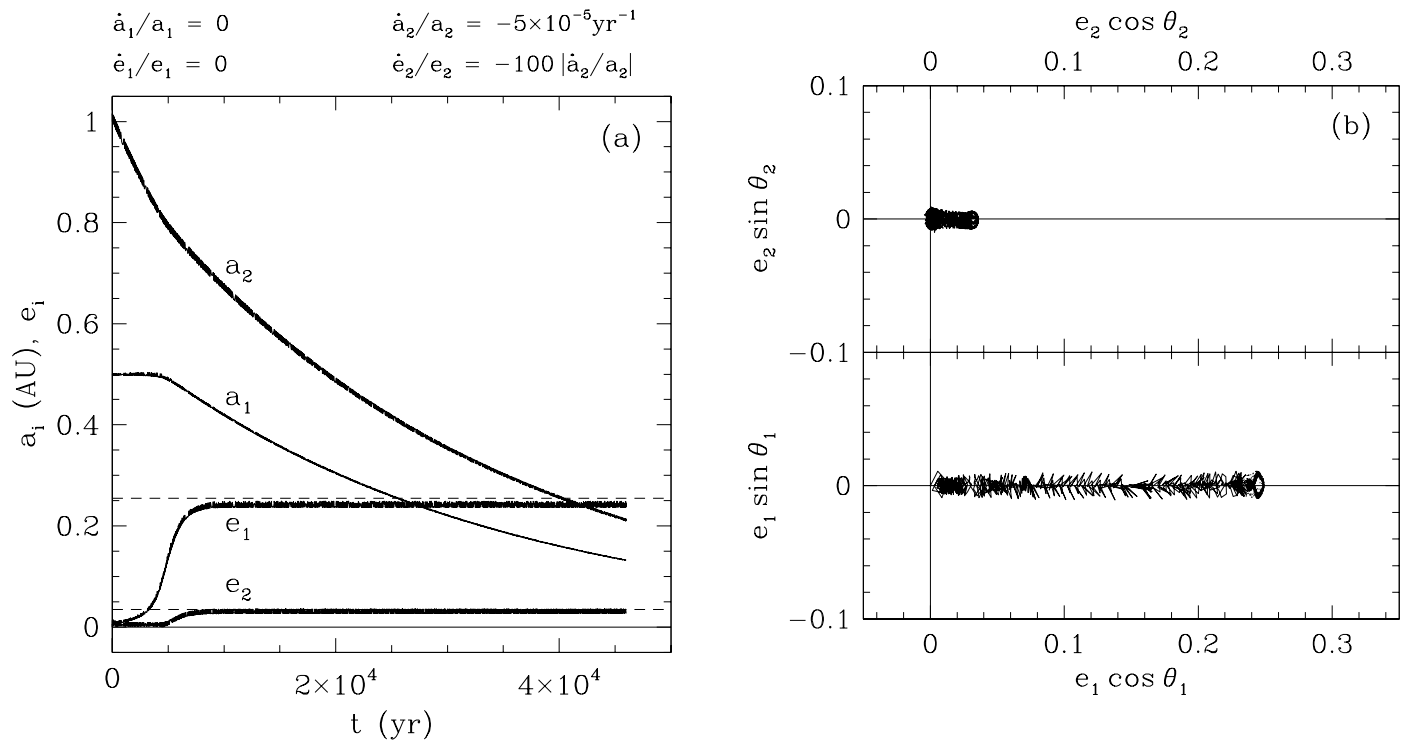 ȧ₁/a₁ = 0    ȧ₂/a₂ = −5×10⁻⁵yr⁻¹
ė₁/e₁ = 0    ė₂/e₂ = −100|ȧ₂/a₂|
(a)
1
0.8
0.6
0.4
0.2
0
aᵢ (AU), eᵢ
a₂
a₁
e₁
e₂
0    2×10⁴    4×10⁴
t (yr)
e₂ cos θ₂
0    0.1    0.2    0.3
(b)
0.1
0
−0.1
e₂ sin θ₂
0
−0.1
e₁ sin θ₁
0    0.1    0.2    0.3
e₁ cos θ₁